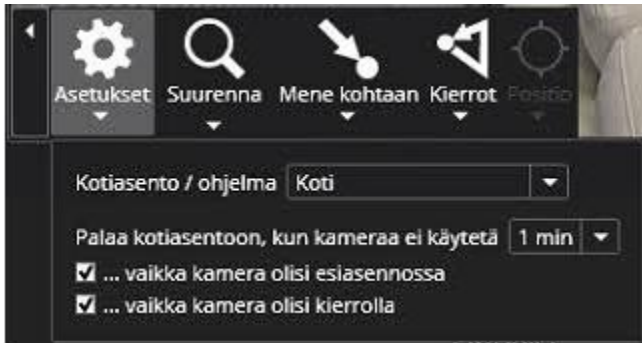 Asetukset Suurenna Mene kohtaan Kierrot Positio
Kotiasento / ohjelma Koti
Palaa kotiasentoon, kun kameraa ei käytetä 1 min
... vaikka kamera olisi esiasennossa
... vaikka kamera olisi kierrolla